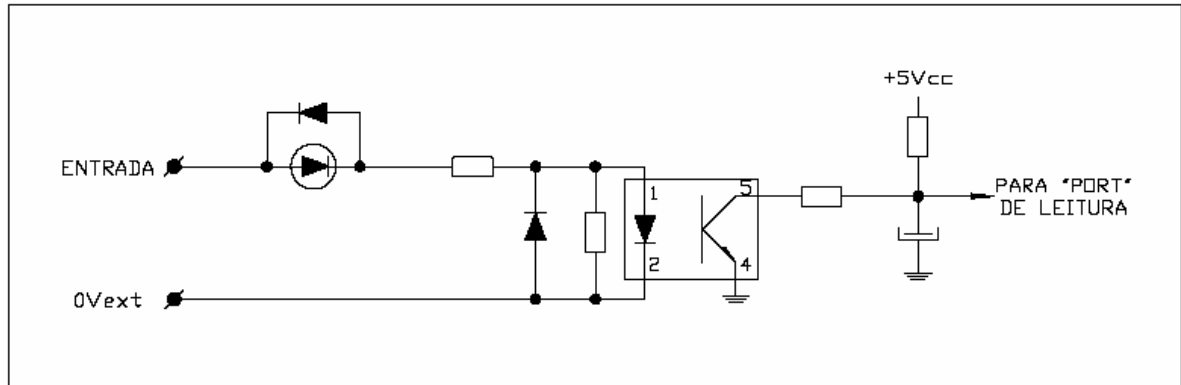 +5Vcc
ENTRADA
1
5
PARA "PORT"
DE LEITURA
2
4
0Vext